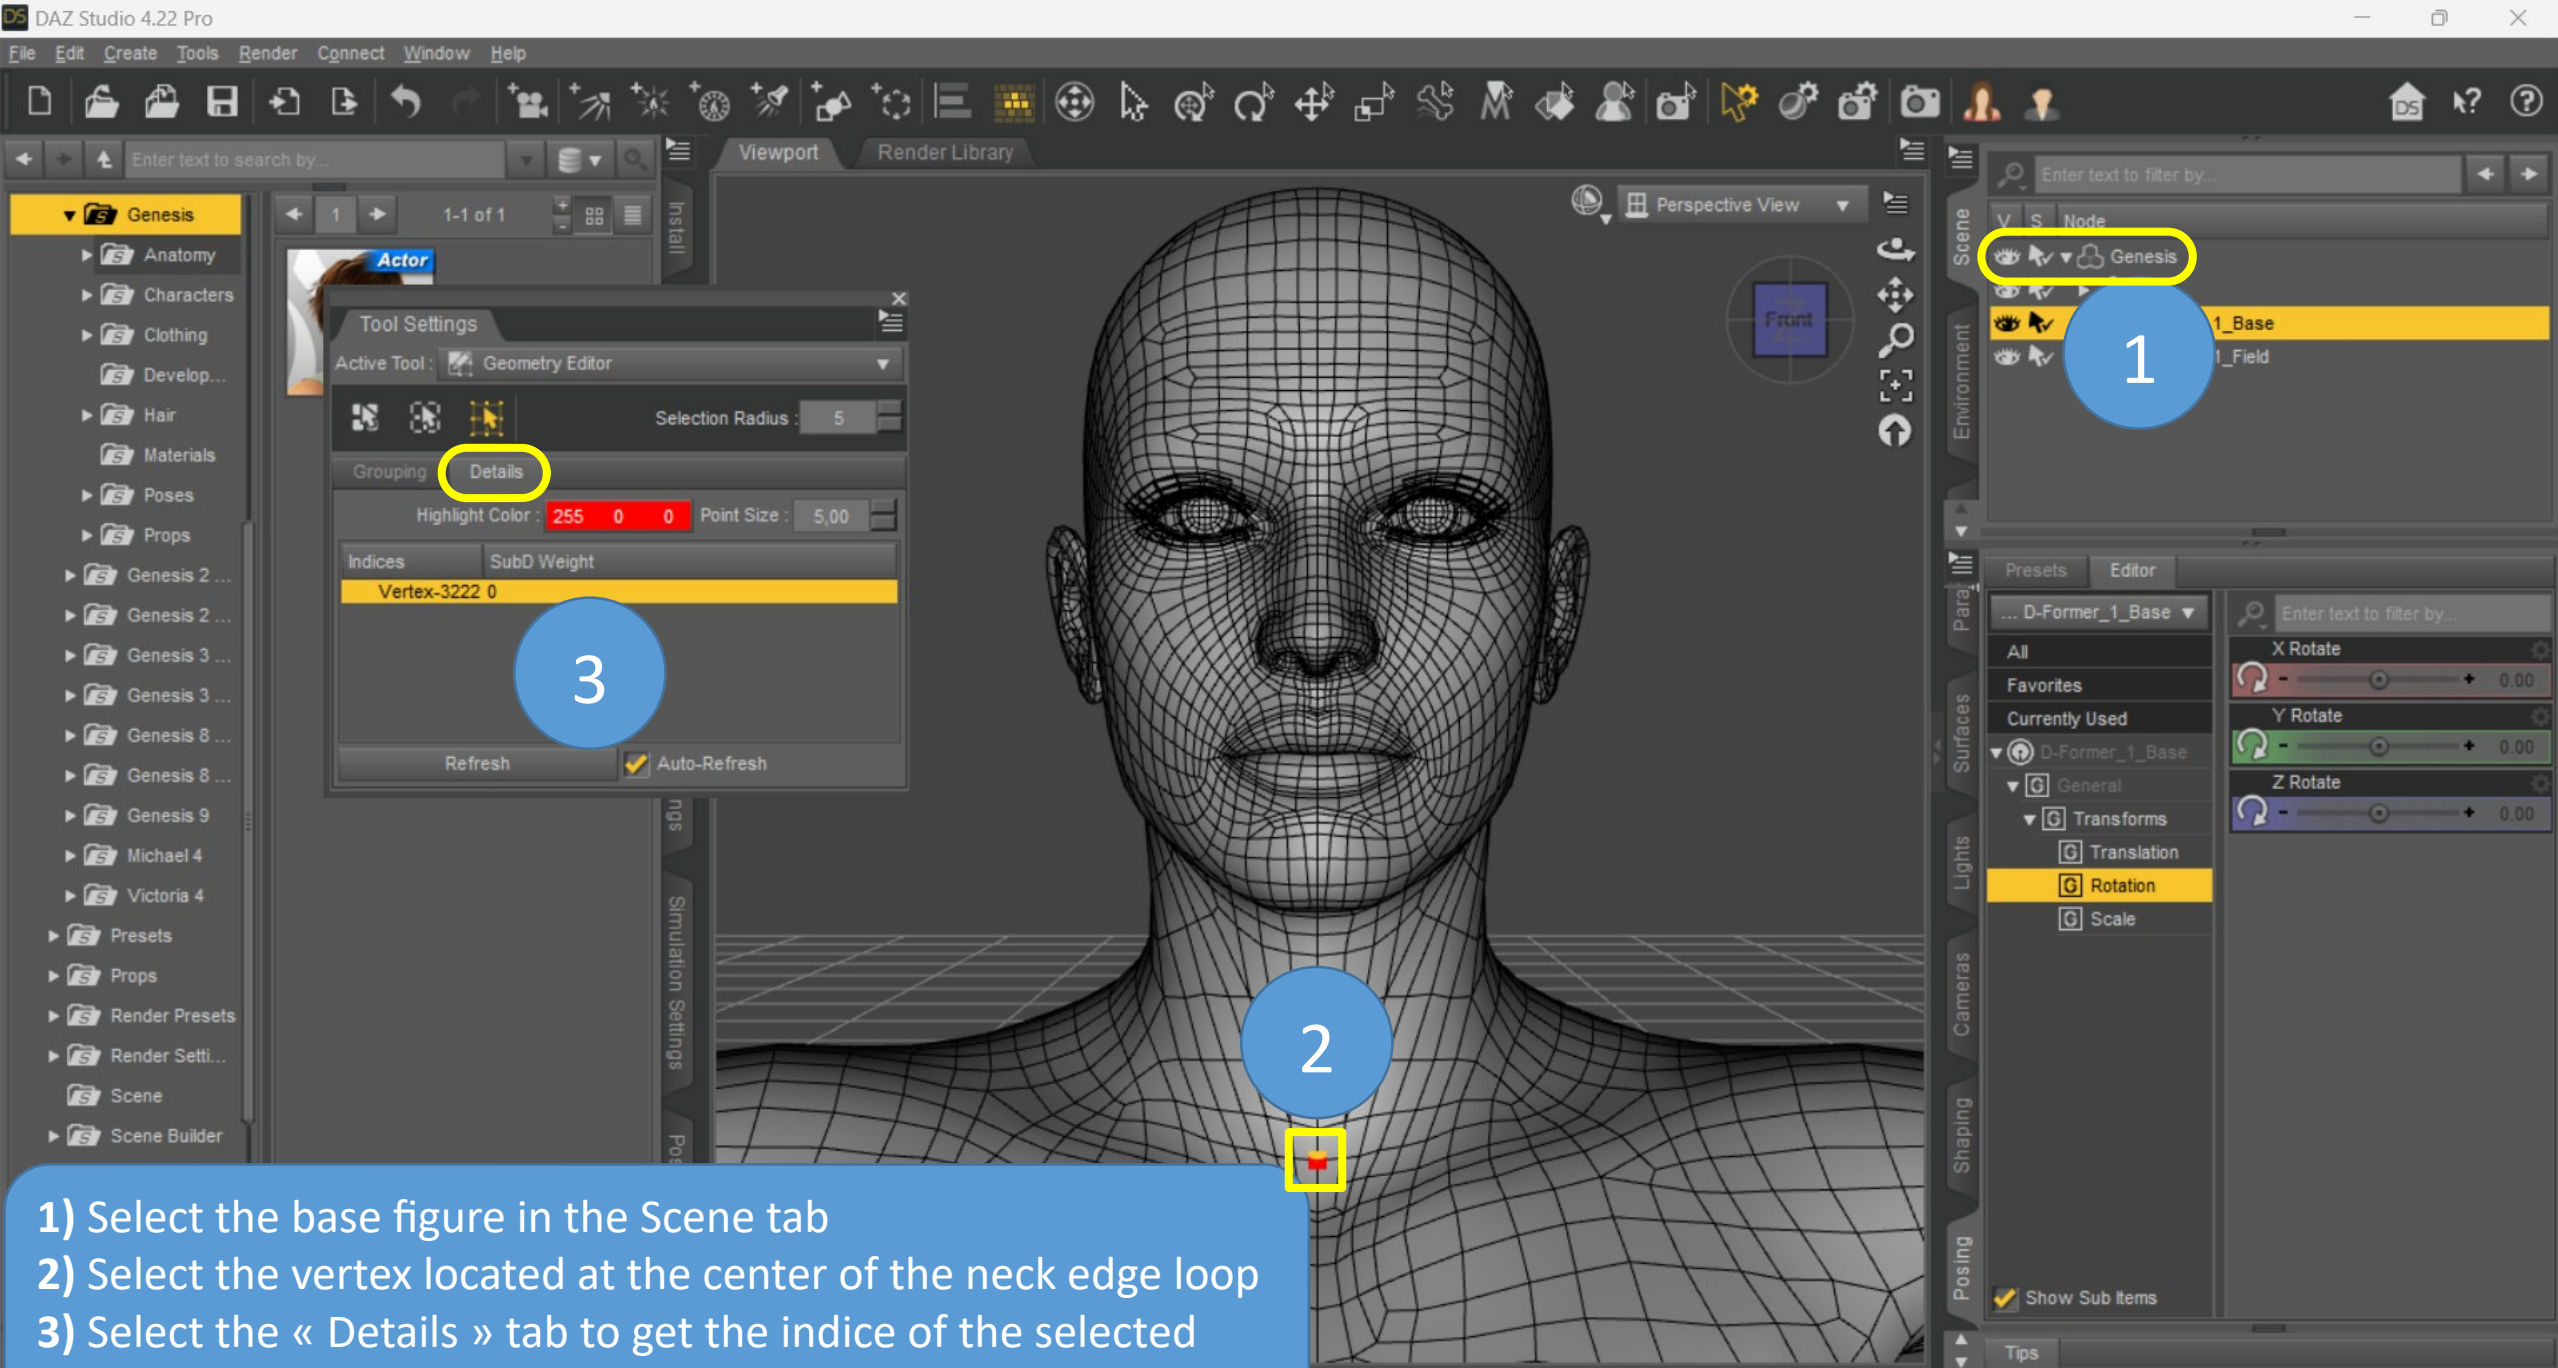 DAZ Studio 4.22 Pro
File Edit Create Tools Render Connect Window Help
Enter text to search by...
Viewport
Render Library
Genesis
Anatomy
Characters
Clothing
Develop...
Hair
Materials
Poses
Props
Genesis 2 ...
Genesis 2 ...
Genesis 3 ...
Genesis 3 ...
Genesis 8 ...
Genesis 8 ...
Genesis 9
Michael 4
Victoria 4
Presets
Props
Render Presets
Render Setti...
Scene
Scene Builder
1
1-1 of 1
Actor
Install
Tool Settings
Active Tool : Geometry Editor
Selection Radius : 5
Grouping
Details
Highlight Color : 255 0 0 Point Size : 5,00
Indices SubD Weight
Vertex-3222 0
3
Refresh
Auto-Refresh
ngs
Simulation Settings
Pos
Perspective View
Front
2
Scene
Environment
Enter text to filter by...
V S Node
Genesis
1_Base
1_Field
1
Para
Surfaces
Lights
Cameras
Shaping
Posing
Presets
Editor
... D-Former_1_Base
Enter text to filter by...
All
Favorites
Currently Used
D-Former_1_Base
General
Transforms
Translation
Rotation
Scale
X Rotate
0.00
Y Rotate
0.00
Z Rotate
0.00
Show Sub Items
Tips
1) Select the base figure in the Scene tab
2) Select the vertex located at the center of the neck edge loop
3) Select the « Details » tab to get the indice of the selected